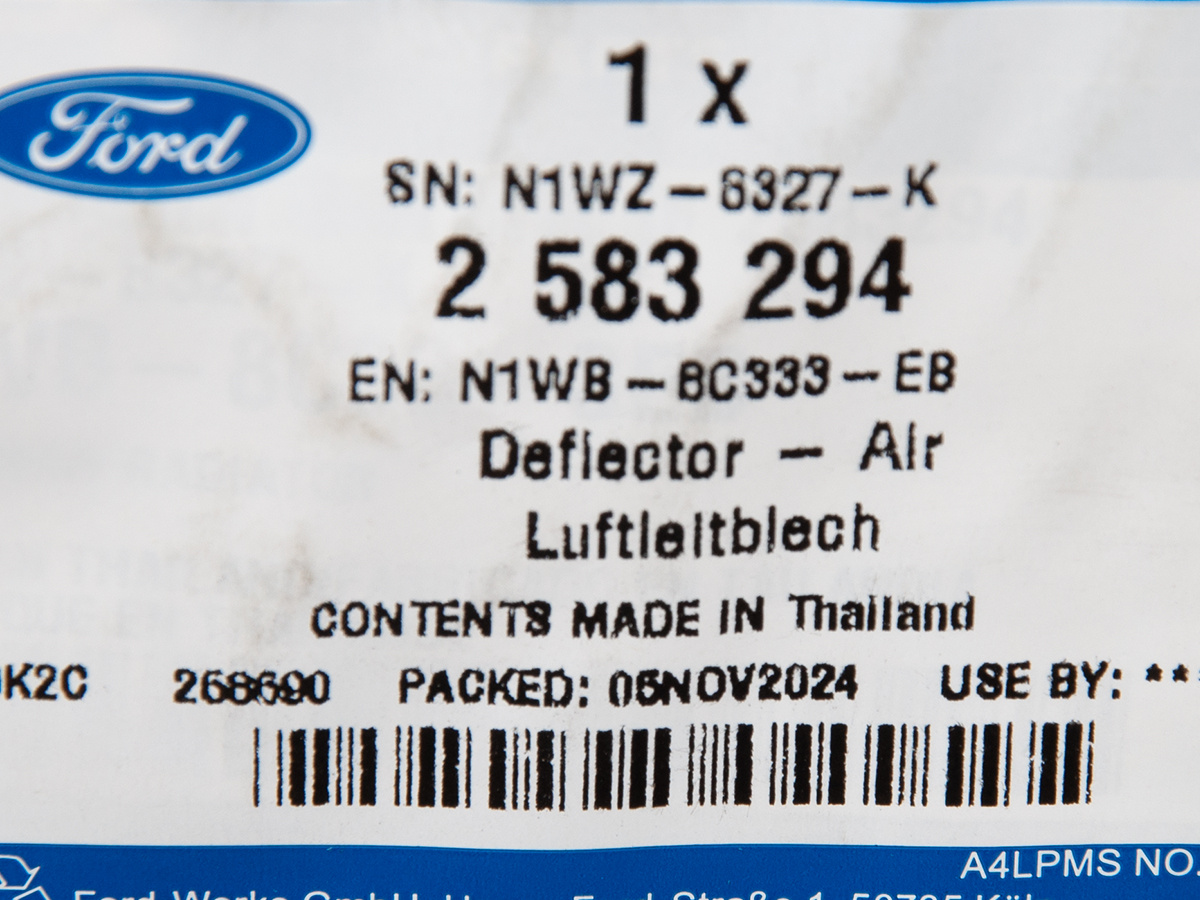 Ford
1 x
SN: N1WZ-8327-K
2 583 294
EN: N1WB-8C333-EB
Deflector - Air
Luftleitblech
CONTENTS MADE IN Thailand
K2C 268690 PACKED: 05NOV2024 USE BY: **
A4LPMS NO.